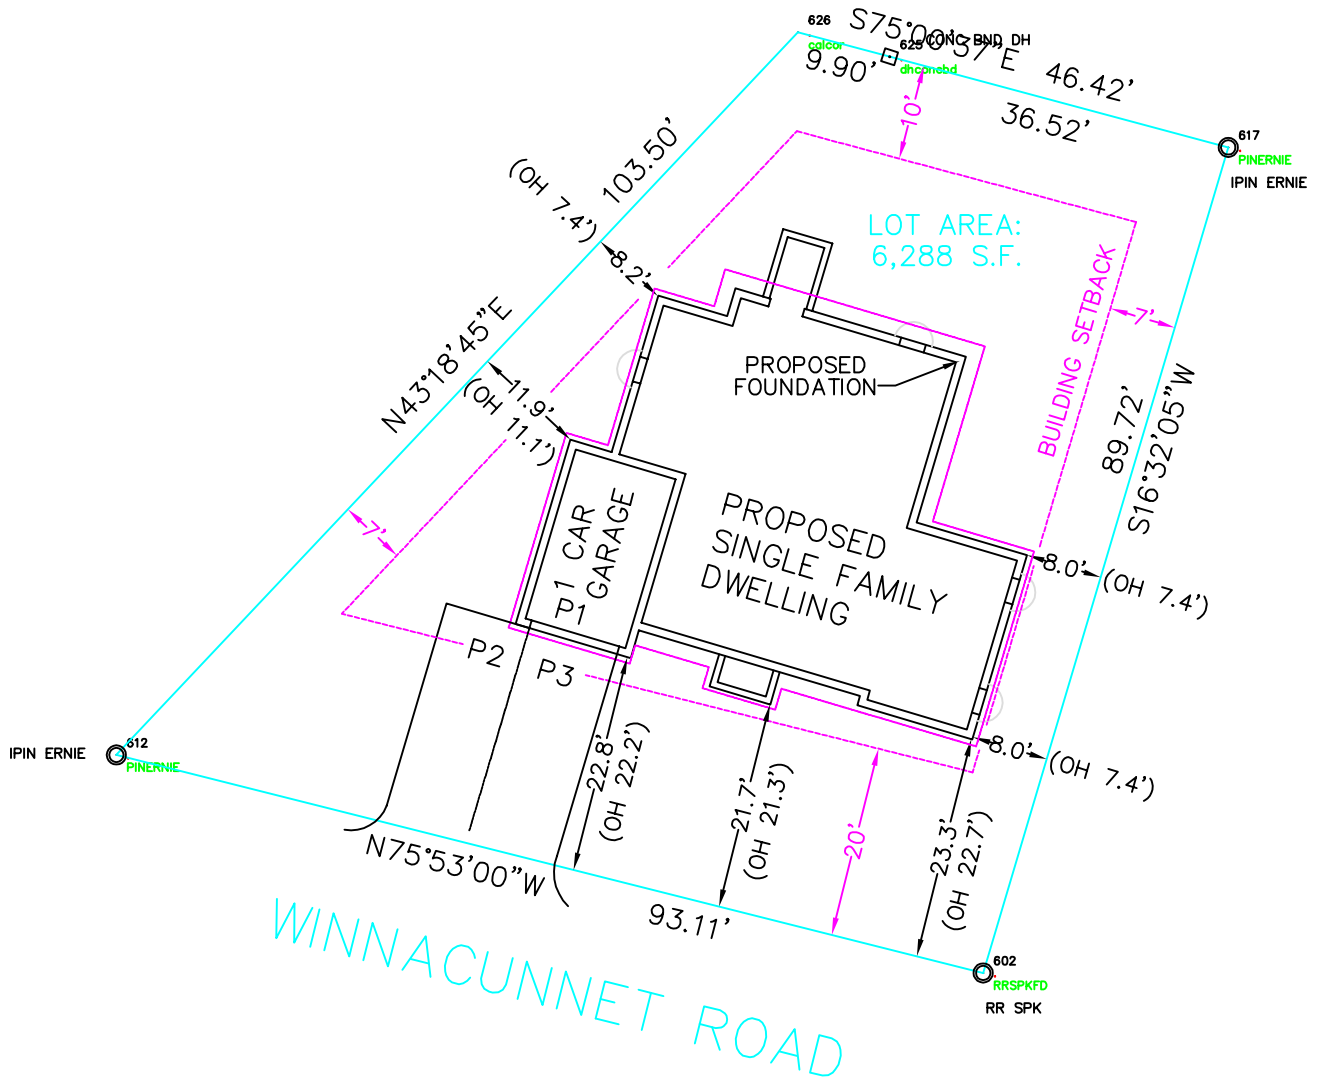 626
calcor
S75°00'37"E 46.42'
625
CONC BND DH
dhconcbd
9.90'
36.52'
10'
617
PINERNIE
IPIN ERNIE
103.50'
(OH 7.4')
8.2'
LOT AREA:
6,288 S.F.
BUILDING SETBACK
7'
N43°18'45"E
11.9'
(OH 11.1')
PROPOSED
FOUNDATION
89.72'
S16°32'05"W
7'
1 CAR
GARAGE
P1
PROPOSED
SINGLE FAMILY
DWELLING
8.0' (OH 7.4')
P2
P3
8.0' (OH 7.4')
22.8'
(OH 22.2')
21.7'
(OH 21.3')
20'
23.3'
(OH 22.7')
612
IPIN ERNIE
PINERNIE
N75°53'00"W
93.11'
602
RRSPKFD
RR SPK
WINNACUNNET ROAD